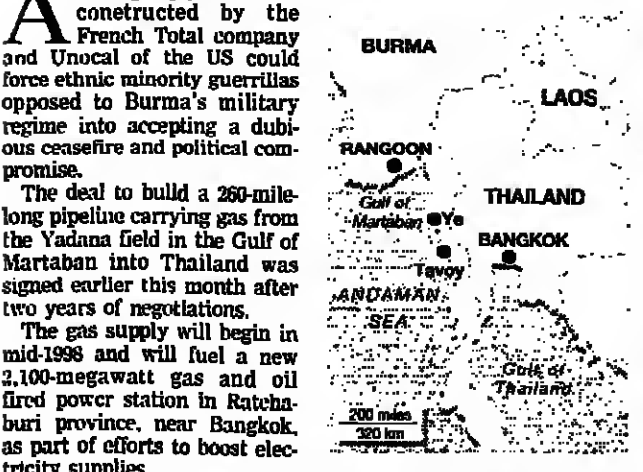 A conetructed by the
French Total company
and Unocal of the US could
force ethnic minority guerrillas
opposed to Burma's military
regime into accepting a dubi-
ous ceasefire and political com-
promise.
The deal to build a 260-mile-
long pipeline carrying gas from
the Yadana field in the Gulf of
Martaban into Thailand was
signed earlier this month after
two years of negotiations.
The gas supply will begin in
mid-1998 and will fuel a new
2,100-megawatt gas and oil
fired power station in Ratcha-
buri province, near Bangkok,
as part of efforts to boost elec-
tricity supplies.
BURMA
LAOS
RANGOON
THAILAND
Gulf of
Martaban
Ye
BANGKOK
Tavoy
ANDAMAN
SEA
Gulf of
Thailand
200 miles
320 km